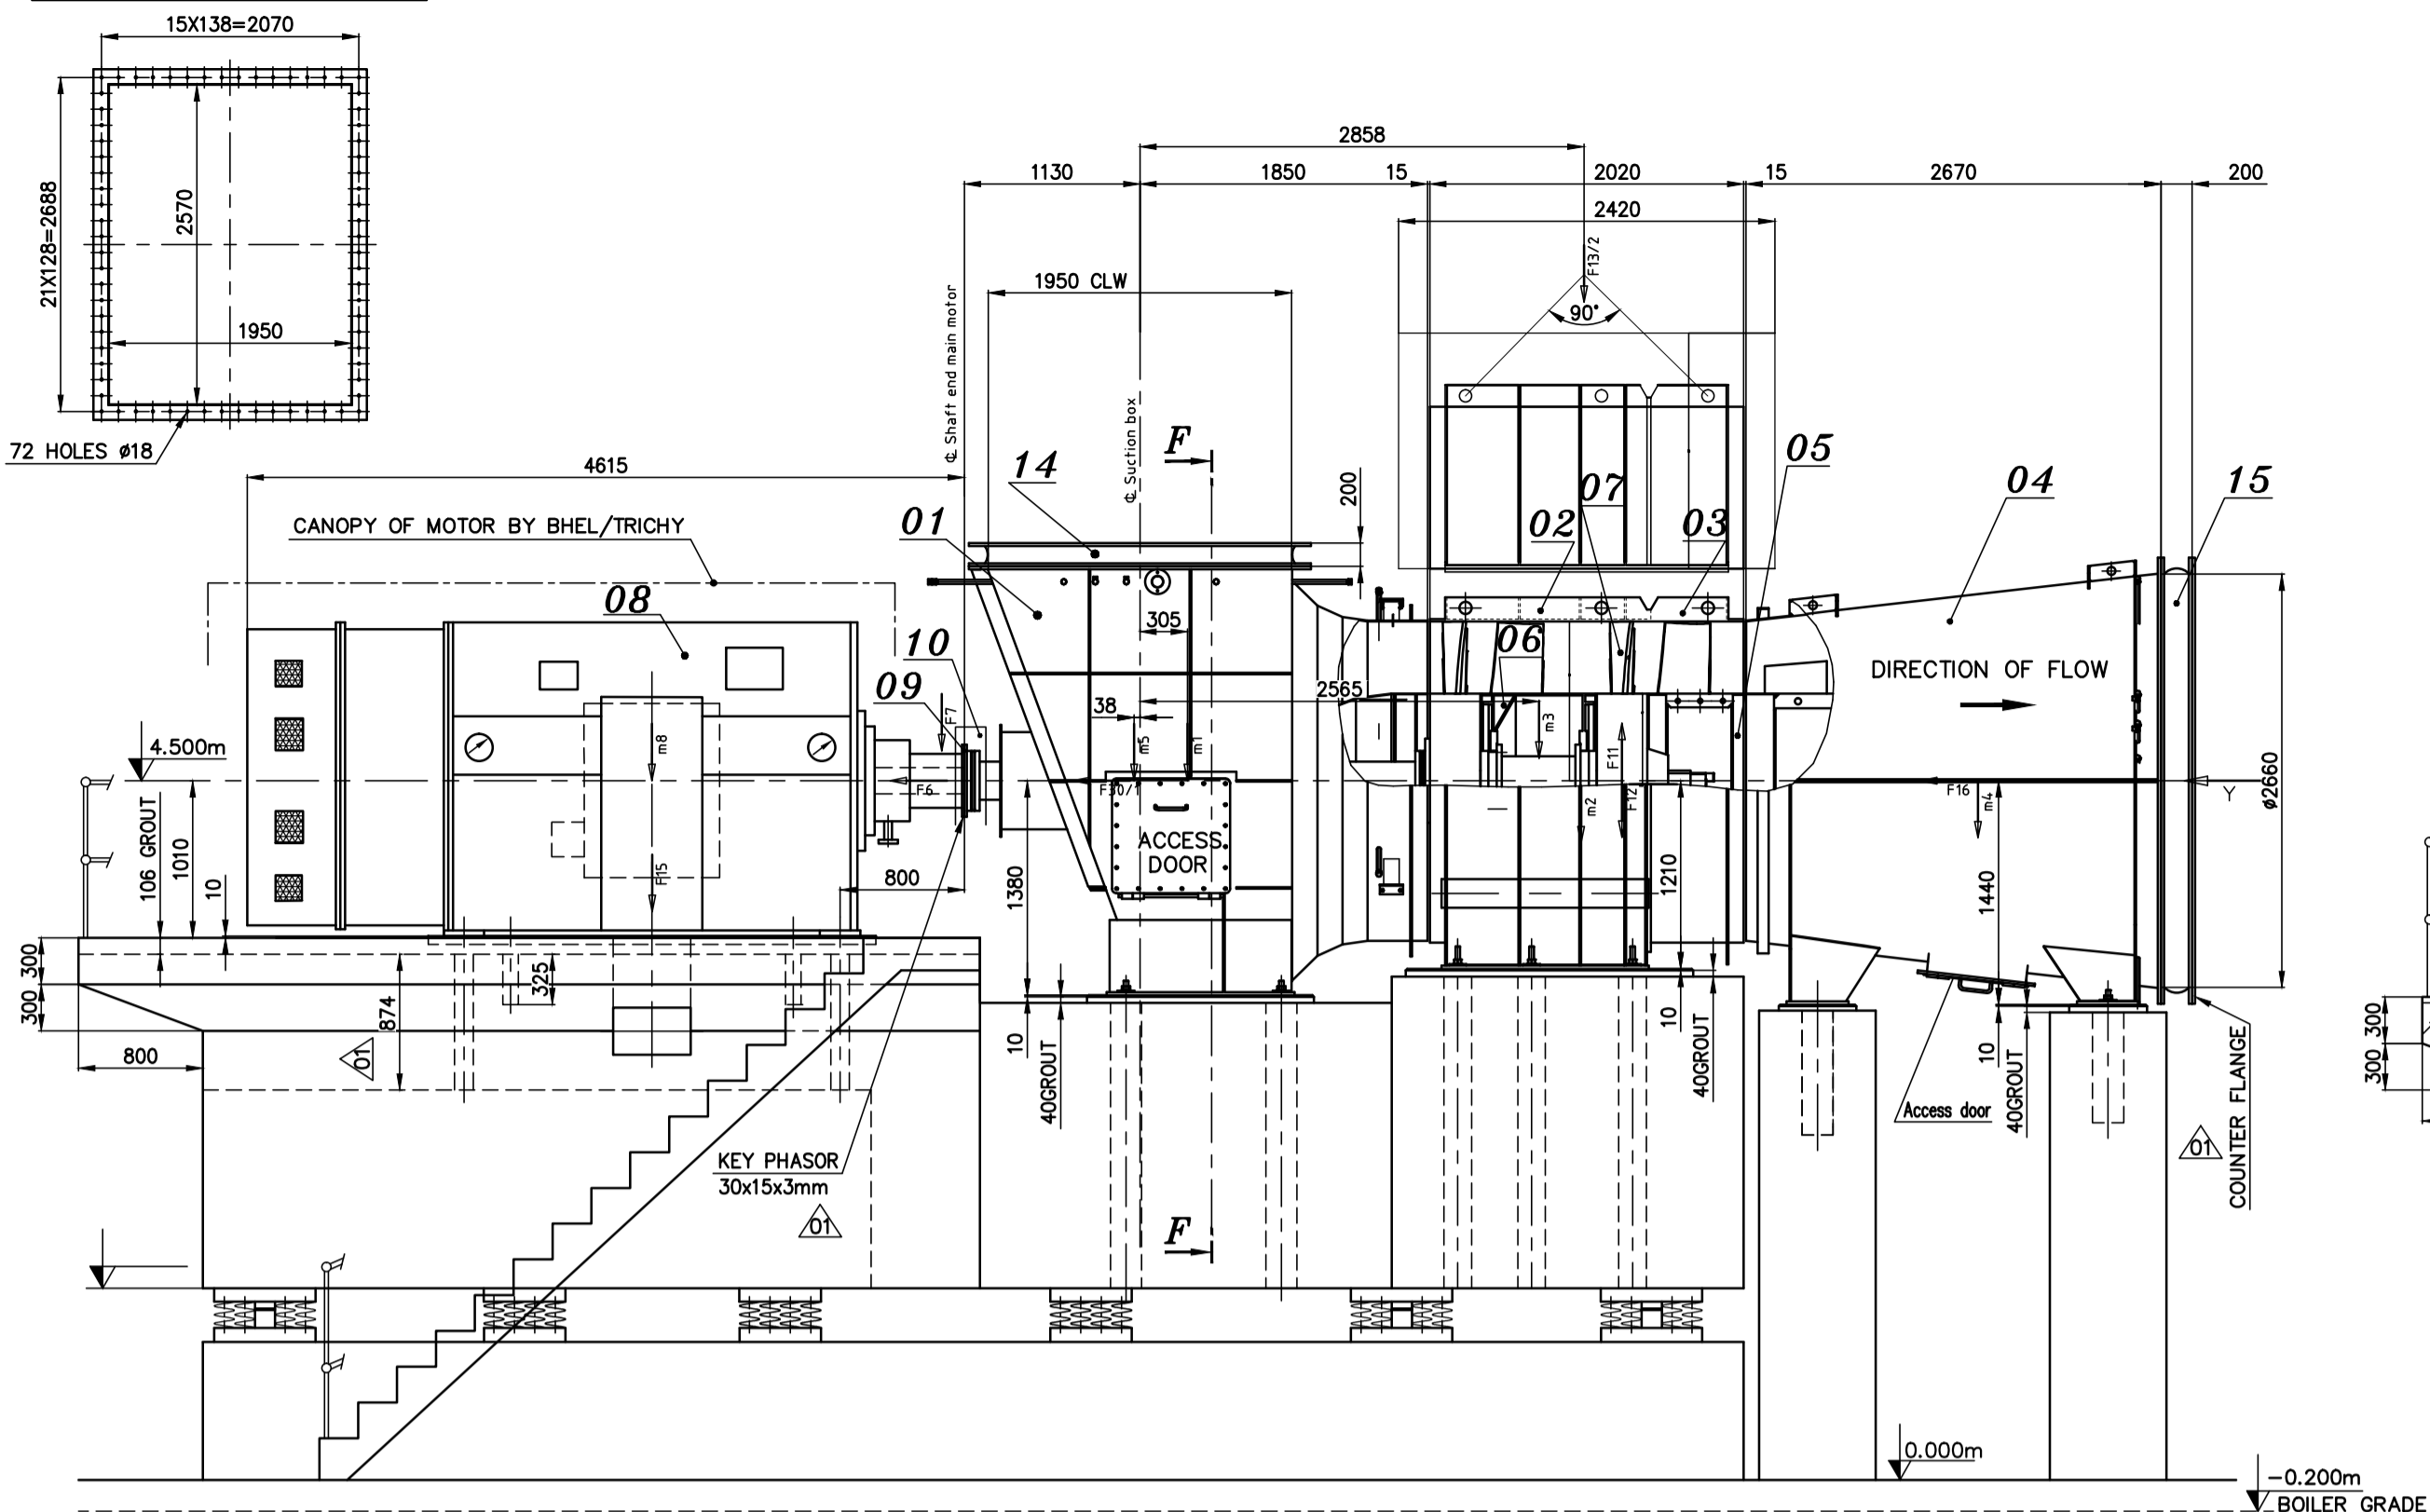 15X138=2070
21X128=2688
2570
1950
72 HOLES ø18
2858
1130
1850
15
2020
15
2670
200
2420
F13/2
1950 CLW
90°
℄ Shaft end main motor
℄ Suction box
F
4615
14
200
07
05
04
15
CANOPY OF MOTOR BY BHEL/TRICHY
01
02
03
08
305
06
10
DIRECTION OF FLOW
09
2565
38
F7
m8
m5
m1
m3
F11
4.500m
F6
F30/1
F16
m4
Y
ø2660
m2
F12
106 GROUT
1010
10
F15
800
ACCESS
DOOR
1380
1210
1440
300
300
325
874
800
01
10
40GROUT
10
40GROUT
10
40GROUT
Access door
COUNTER FLANGE
01
300
300
KEY PHASOR
30x15x3mm
01
F
0.000m
-0.200m
BOILER GRADE